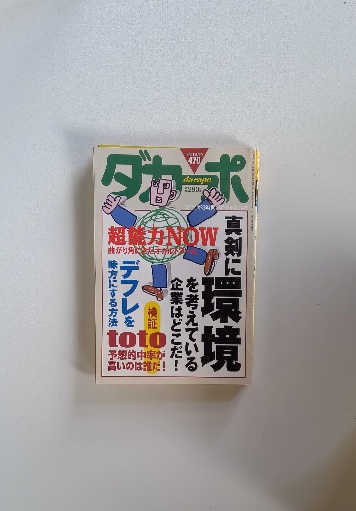 470
ダカーポ
dacapo
超能力NOW
真剣に環境
を考えている
企業はどこだ!
デフレを
味方にする方法
検証
toto
予想的中率が
高いのは誰だ!